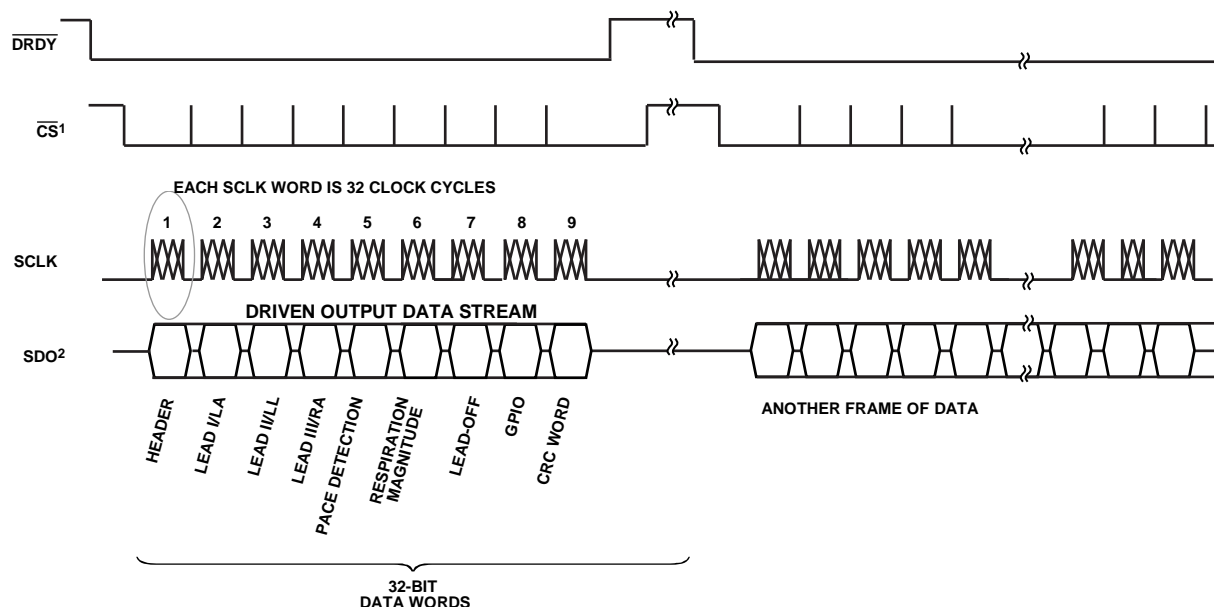 DRDY
CS1
EACH SCLK WORD IS 32 CLOCK CYCLES
1 2 3 4 5 6 7 8 9
SCLK
DRIVEN OUTPUT DATA STREAM
SDO2
HEADER
LEAD I/LA
LEAD II/LL
LEAD III/RA
PACE DETECTION
RESPIRATION
MAGNITUDE
LEAD-OFF
GPIO
CRC WORD
ANOTHER FRAME OF DATA
32-BIT
DATA WORDS